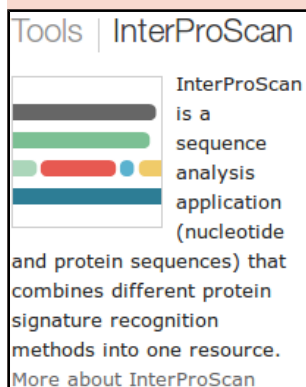 Tools | InterProScan
InterProScan
is a
sequence
analysis
application
(nucleotide
and protein sequences) that
combines different protein
signature recognition
methods into one resource.
More about InterProScan